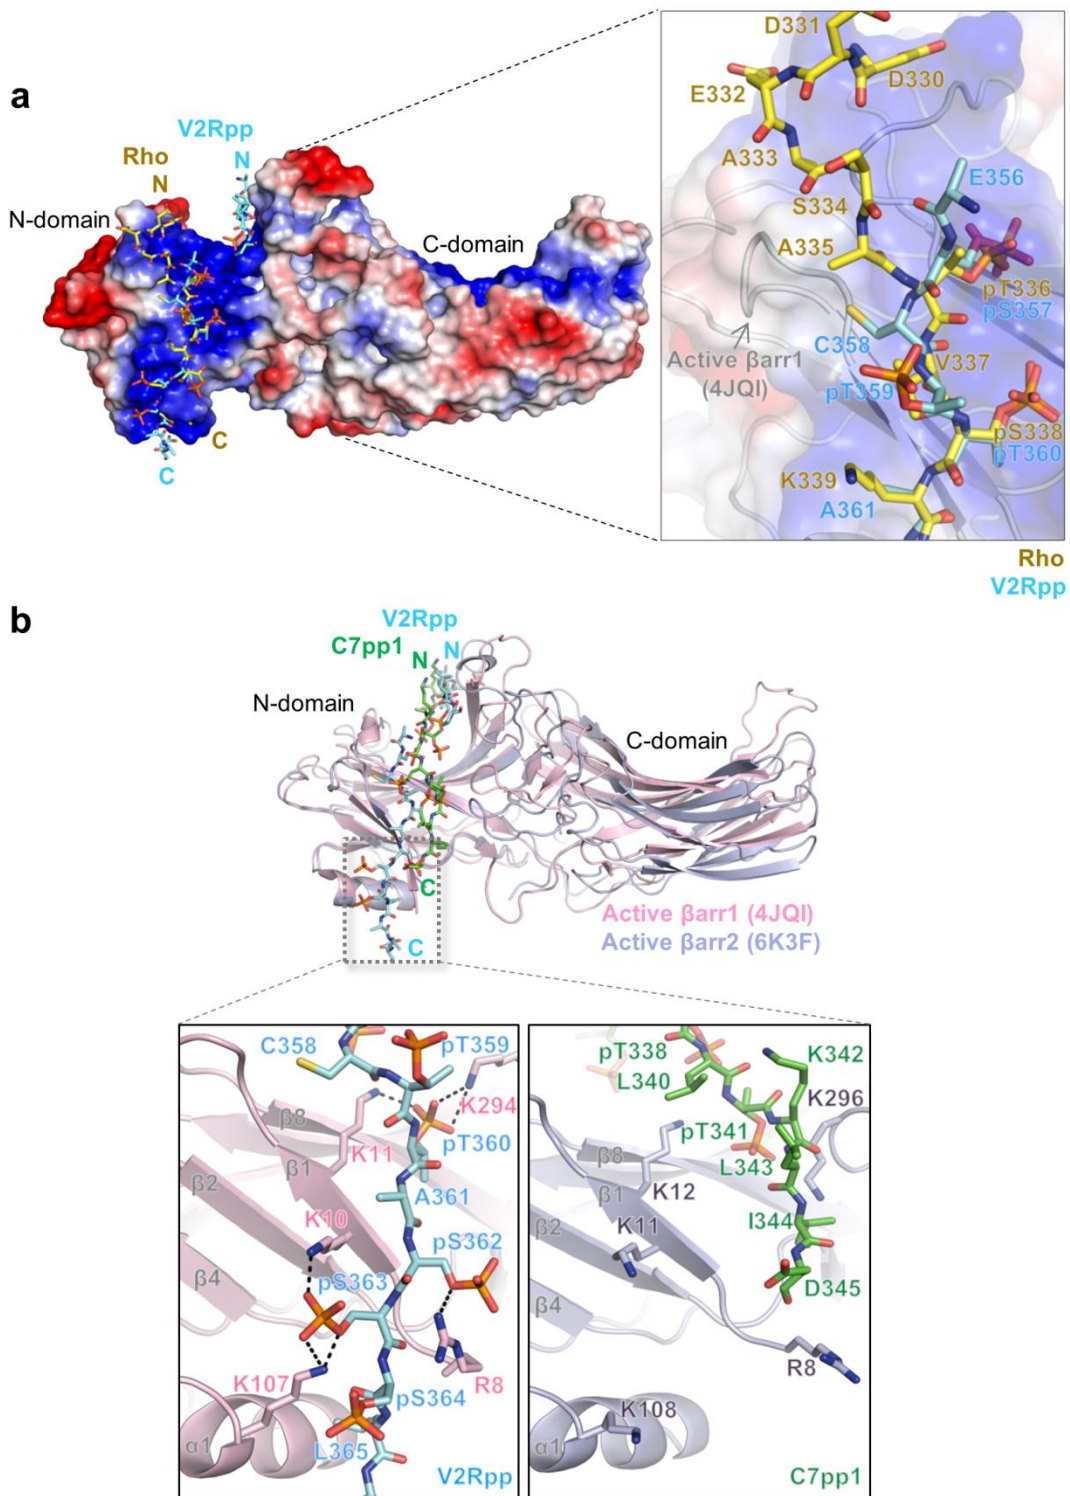 a
V2Rpp
N
Rho
N
N-domain
C-domain
C
C
D331
D330
E332
A333
E356
S334
A335
pT336
pS357
C358
V337
Active βarr1
(4JQI)
pT359
pS338
pT360
K339
A361
Rho
V2Rpp
b
V2Rpp
C7pp1
N
N
N-domain
C-domain
C
C
Active βarr1 (4JQI)
Active βarr2 (6K3F)
C358
pT359
K294
β8
pT360
K11
β1
β2
A361
K10
pS362
pS363
β4
K107
R8
pS364
α1
L365
V2Rpp
pT338
K342
L340
K296
pT341
β8
L343
β1
K12
β2
K11
I344
D345
β4
R8
K108
α1
C7pp1